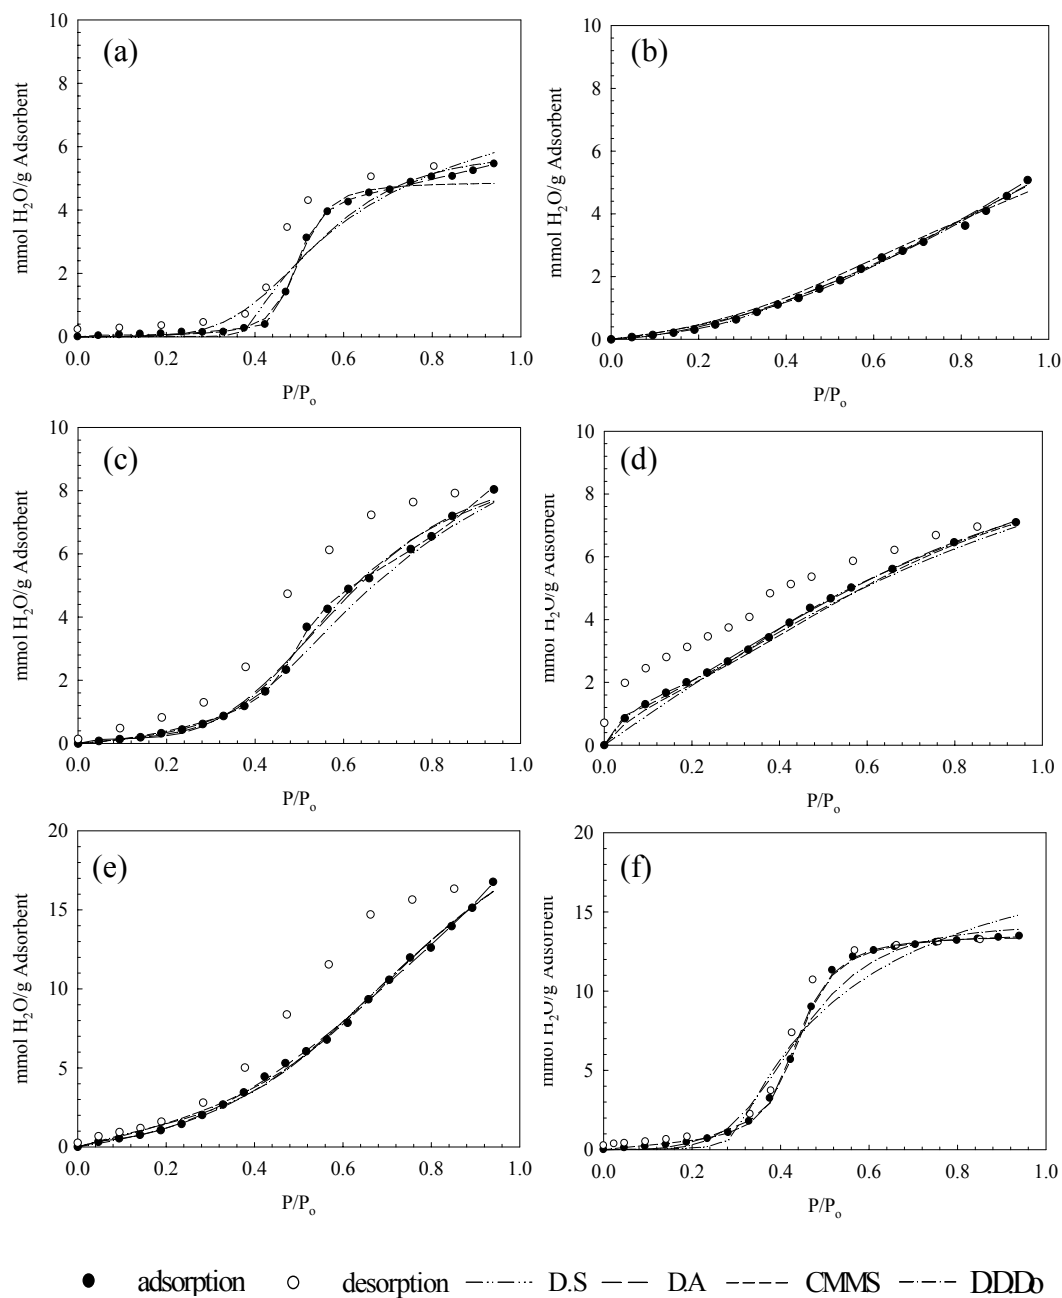 (a)
mmol H₂O/g Adsorbent
10
8
6
4
2
0
0.0 0.2 0.4 0.6 0.8 1.0
P/Pₒ
(b)
mmol H₂O/g Adsorbent
10
8
6
4
2
0
0.0 0.2 0.4 0.6 0.8 1.0
P/Pₒ
(c)
mmol H₂O/g Adsorbent
10
8
6
4
2
0
0.0 0.2 0.4 0.6 0.8 1.0
P/Pₒ
(d)
mmol H₂O/g Adsorbent
10
8
6
4
2
0
0.0 0.2 0.4 0.6 0.8 1.0
P/Pₒ
(e)
mmol H₂O/g Adsorbent
20
15
10
5
0
0.0 0.2 0.4 0.6 0.8 1.0
P/Pₒ
(f)
mmol H₂O/g Adsorbent
20
15
10
5
0
0.0 0.2 0.4 0.6 0.8 1.0
P/Pₒ
adsorption desorption D.S D.A CMMS D.D.Do